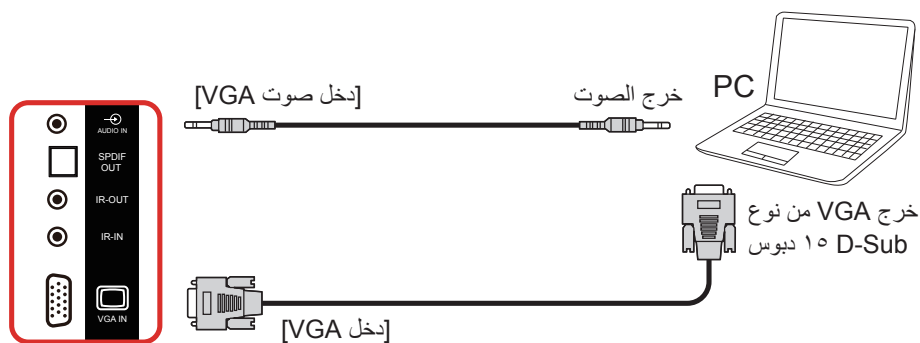 [دخل صوت VGA]
خرج الصوت
PC
AUDIO IN
SPDIF
OUT
IR-OUT
IR-IN
VGA IN
خرج VGA من نوع
D-Sub ١٥ دبوس
[دخل VGA]